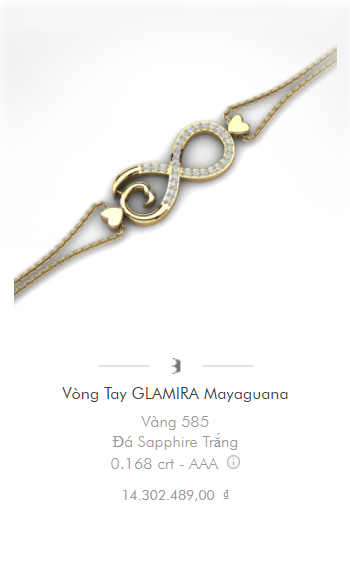 Vòng Tay GLAMIRA Mayaguana
Vàng 585
Đá Sapphire Trắng
0.168 crt - AAA
14.302.489,00 ₫